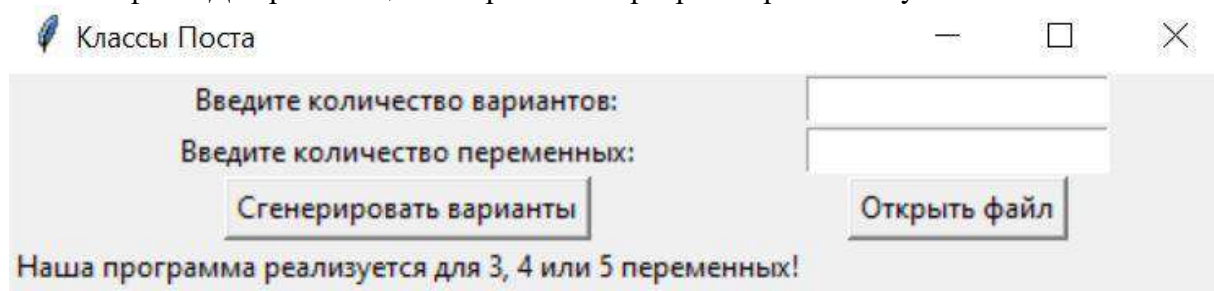 Классы Поста
Введите количество вариантов:
Введите количество переменных:
Сгенерировать варианты Открыть файл
Наша программа реализуется для 3, 4 или 5 переменных!